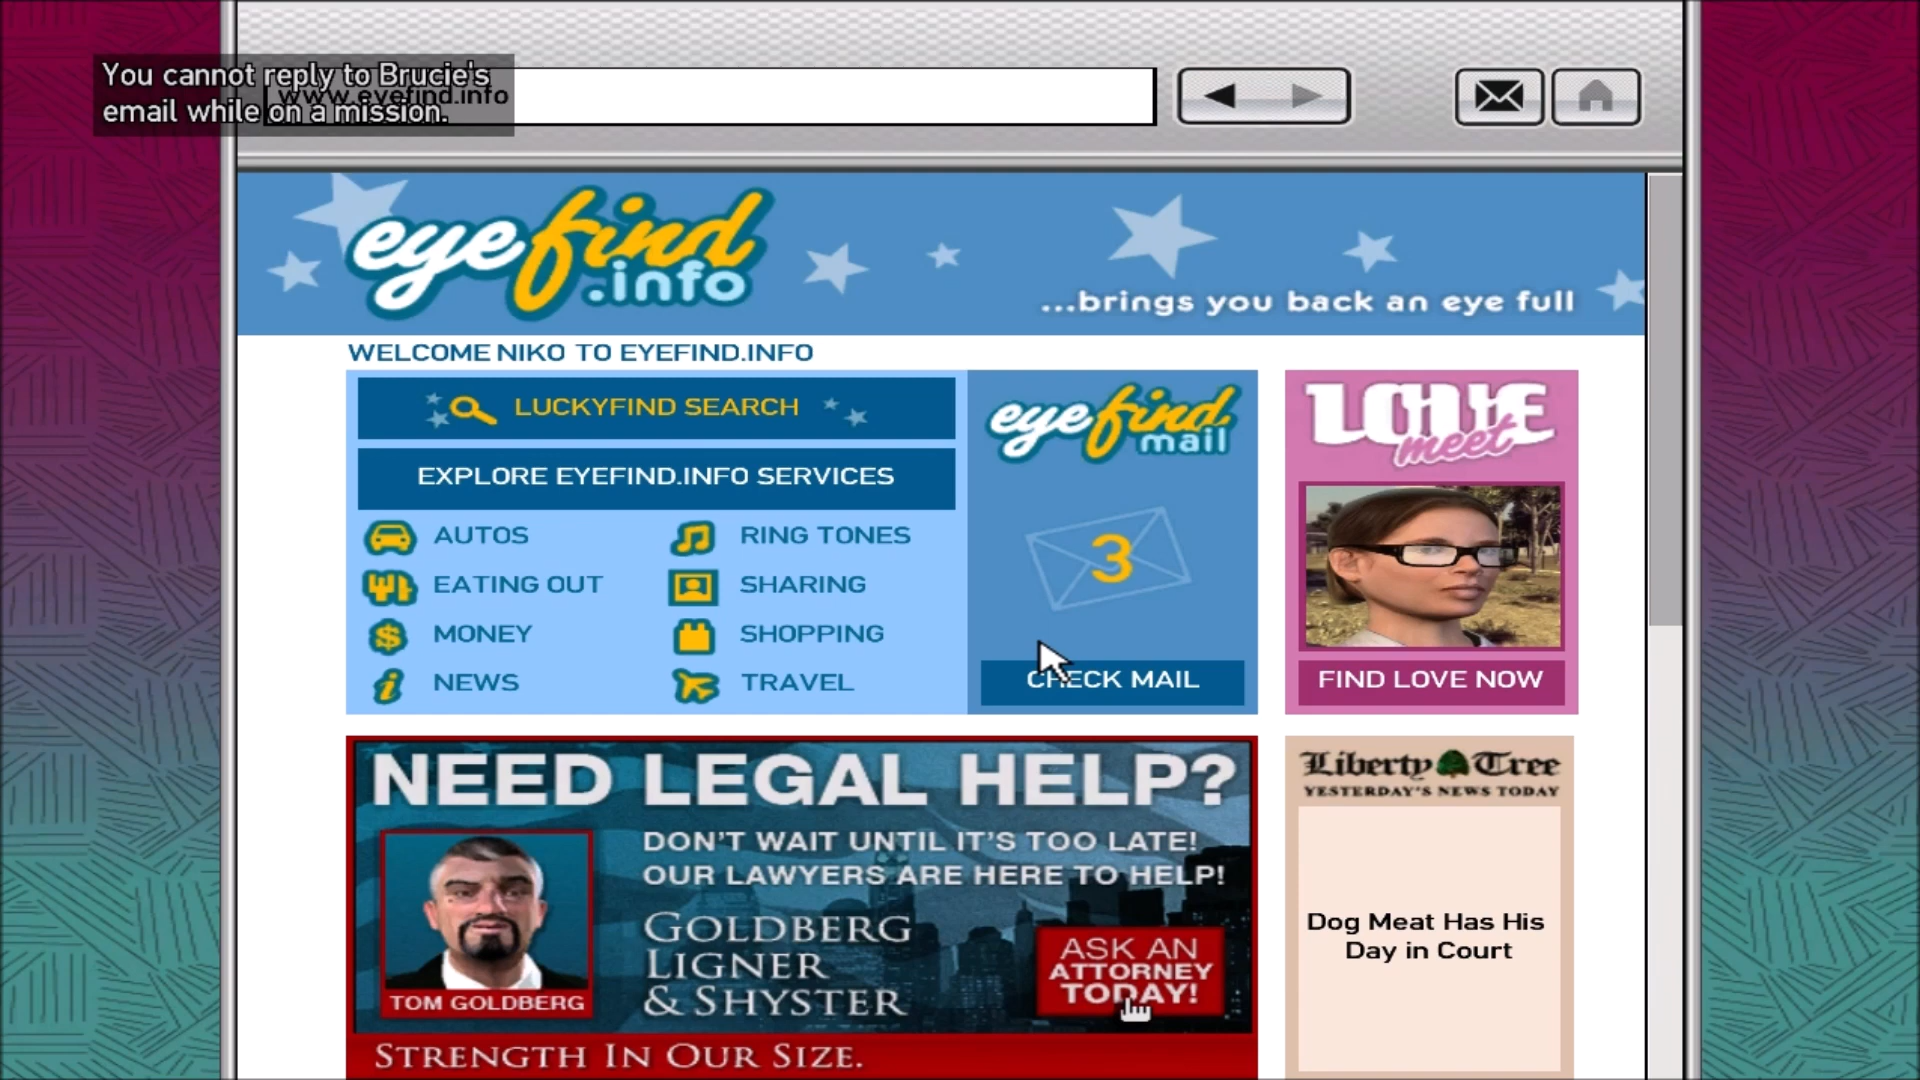 You cannot reply to Brucie's
email while on a mission.
www.eyefind.info
eyefind
.info
...brings you back an eye full
WELCOME NIKO TO EYEFIND.INFO
LUCKYFIND SEARCH
EXPLORE EYEFIND.INFO SERVICES
AUTOS
RING TONES
EATING OUT
SHARING
MONEY
SHOPPING
NEWS
TRAVEL
eyefind
mail
3
CHECK MAIL
LOVE
meet
FIND LOVE NOW
NEED LEGAL HELP?
DON'T WAIT UNTIL IT'S TOO LATE!
OUR LAWYERS ARE HERE TO HELP!
GOLDBERG
LIGNER
& SHYSTER
TOM GOLDBERG
ASK AN
ATTORNEY
TODAY!
STRENGTH IN OUR SIZE.
Liberty Tree
YESTERDAY'S NEWS TODAY
Dog Meat Has His
Day in Court